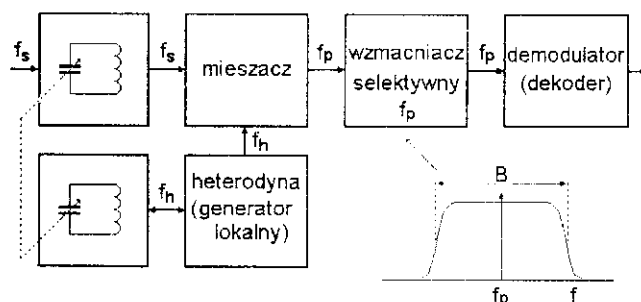 fs
fs
mieszacz
fp
wzmacniacz
selektywny
fp
fp
demodulator
(dekoder)
fh
fh
heterodyna
(generator
lokalny)
B
fp
f